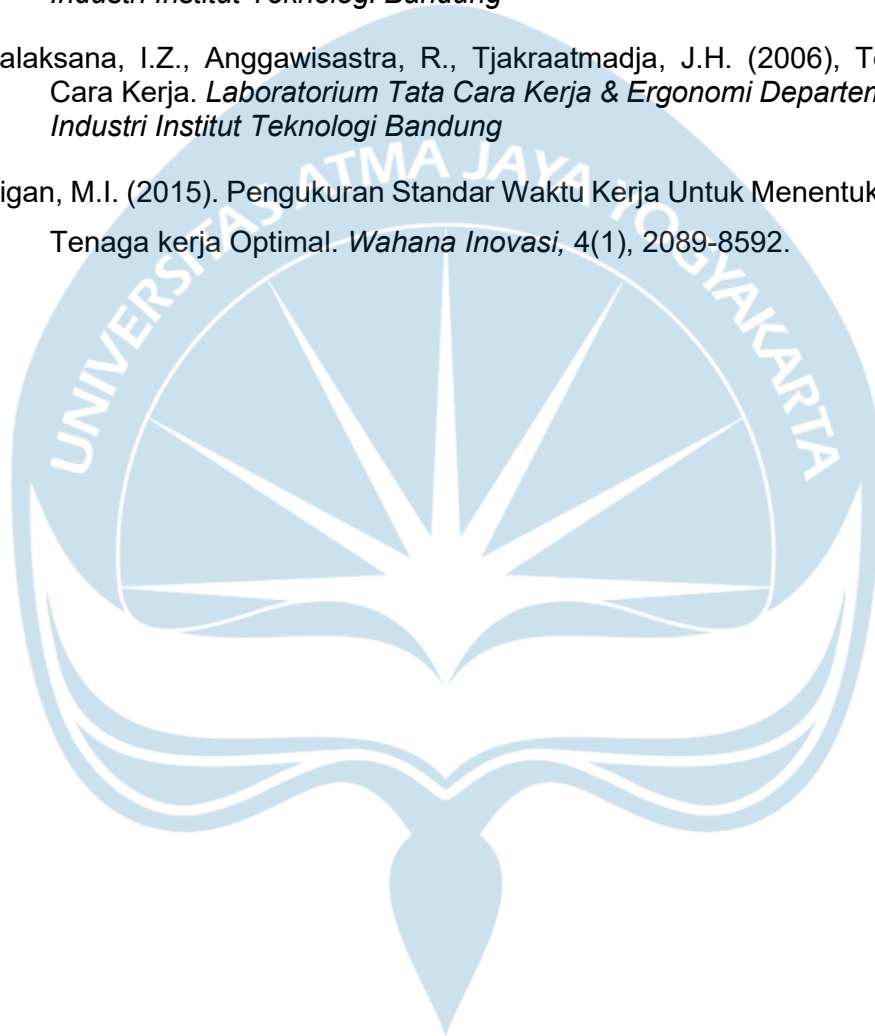 Industri Institut Teknologi Bandung
alaksana, I.Z., Anggawisastra, R., Tjakraatmadja, J.H. (2006), Te
Cara Kerja. Laboratorium Tata Cara Kerja & Ergonomi Departen
Industri Institut Teknologi Bandung
igan, M.I. (2015). Pengukuran Standar Waktu Kerja Untuk Menentuk
Tenaga kerja Optimal. Wahana Inovasi, 4(1), 2089-8592.
UNIVERSITAS ATMA JAYA YOGYAKARTA